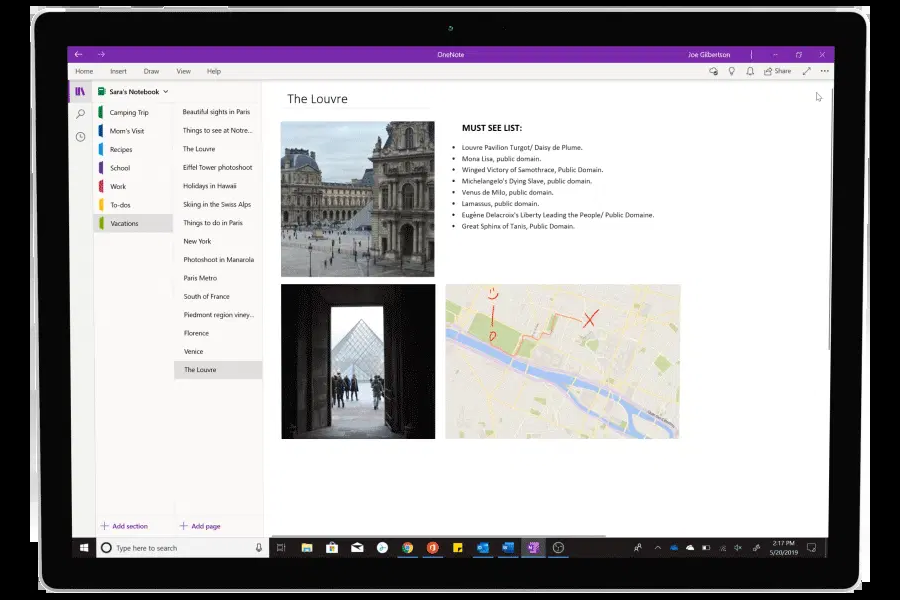 OneNote
Joe Gilbertson
Home Insert Draw View Help
Share
Sara's Notebook
Camping Trip
Mom's Visit
Recipes
School
Work
To-dos
Vacations
Add section
Beautiful sights in Paris
Things to see at Notre...
The Louvre
Eiffel Tower photoshoot
Holidays in Hawaii
Skiing in the Swiss Alps
Things to do in Paris
New York
Photoshoot in Manarola
Paris Metro
South of France
Piedmont region viney...
Florence
Venice
The Louvre
Add page
The Louvre
MUST SEE LIST:
• Louvre Pavilion Turgot/ Daisy de Plume.
• Mona Lisa, public domain.
• Winged Victory of Samothrace, Public Domain.
• Michelangelo's Dying Slave, public domain.
• Venus de Milo, public domain.
• Lamassus, public domain.
• Eugène Delacroix's Liberty Leading the People/ Public Domaine.
• Great Sphinx of Tanis, Public Domain.
X
Type here to search
2:17 PM
5/20/2019